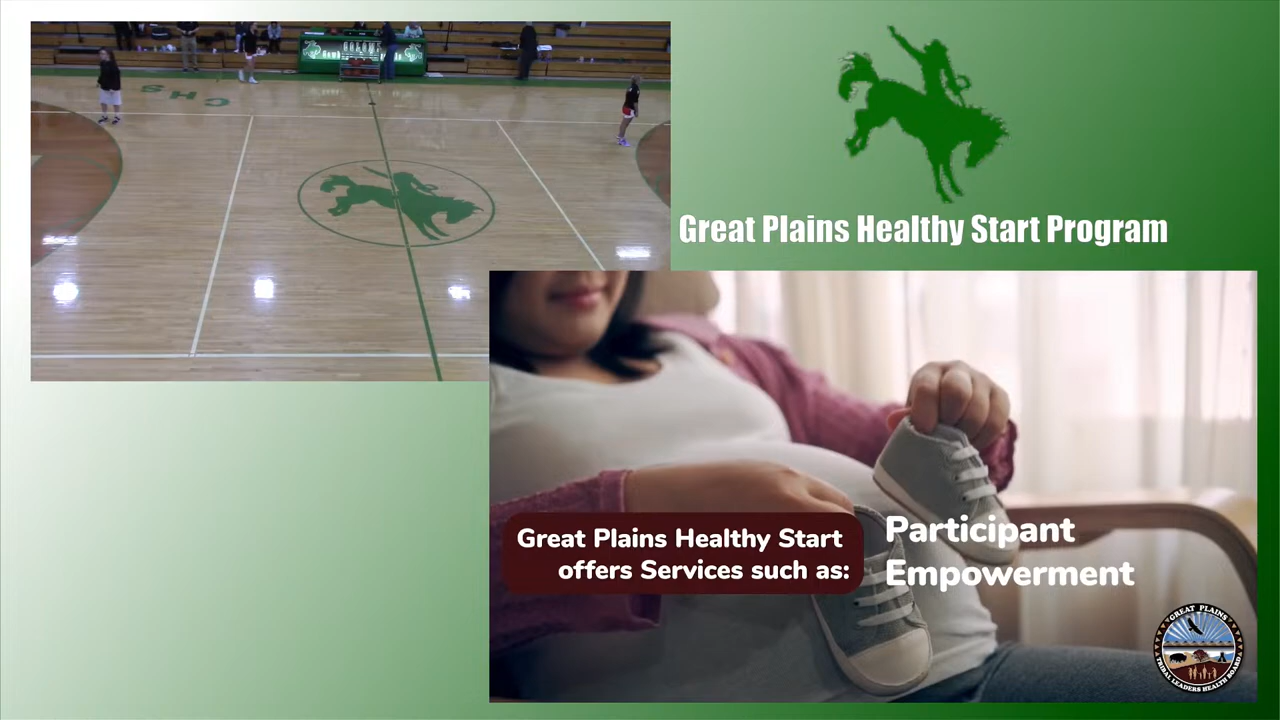 CHS
Great Plains Healthy Start Program
Great Plains Healthy Start
offers Services such as:
Participant
Empowerment
GREAT PLAINS
TRIBAL LEADERS HEALTH BOARD